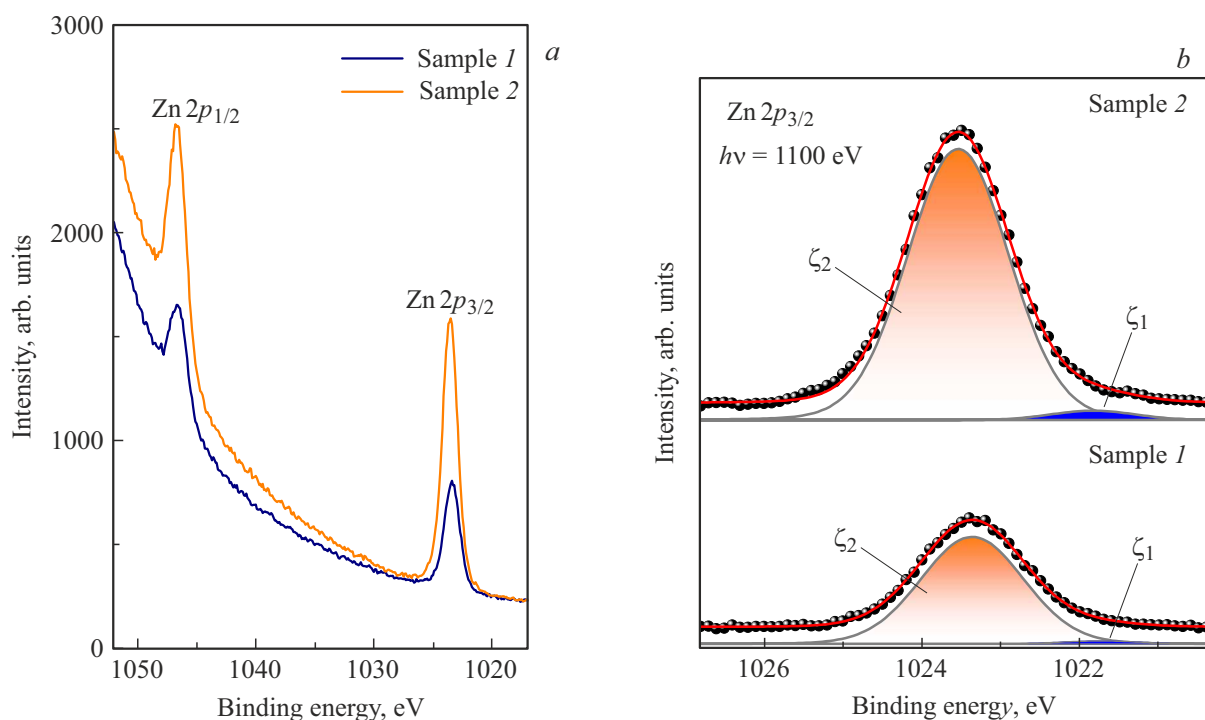 3000
2000
1000
0
1050
1040
1030
1020
Intensity, arb. units
Binding energy, eV
a
Sample 1
Sample 2
Zn 2p1/2
Zn 2p3/2
b
Sample 2
Zn 2p3/2
hν = 1100 eV
ζ2
ζ1
Sample 1
ζ2
ζ1
Intensity, arb. units
1026
1024
1022
Binding energy, eV